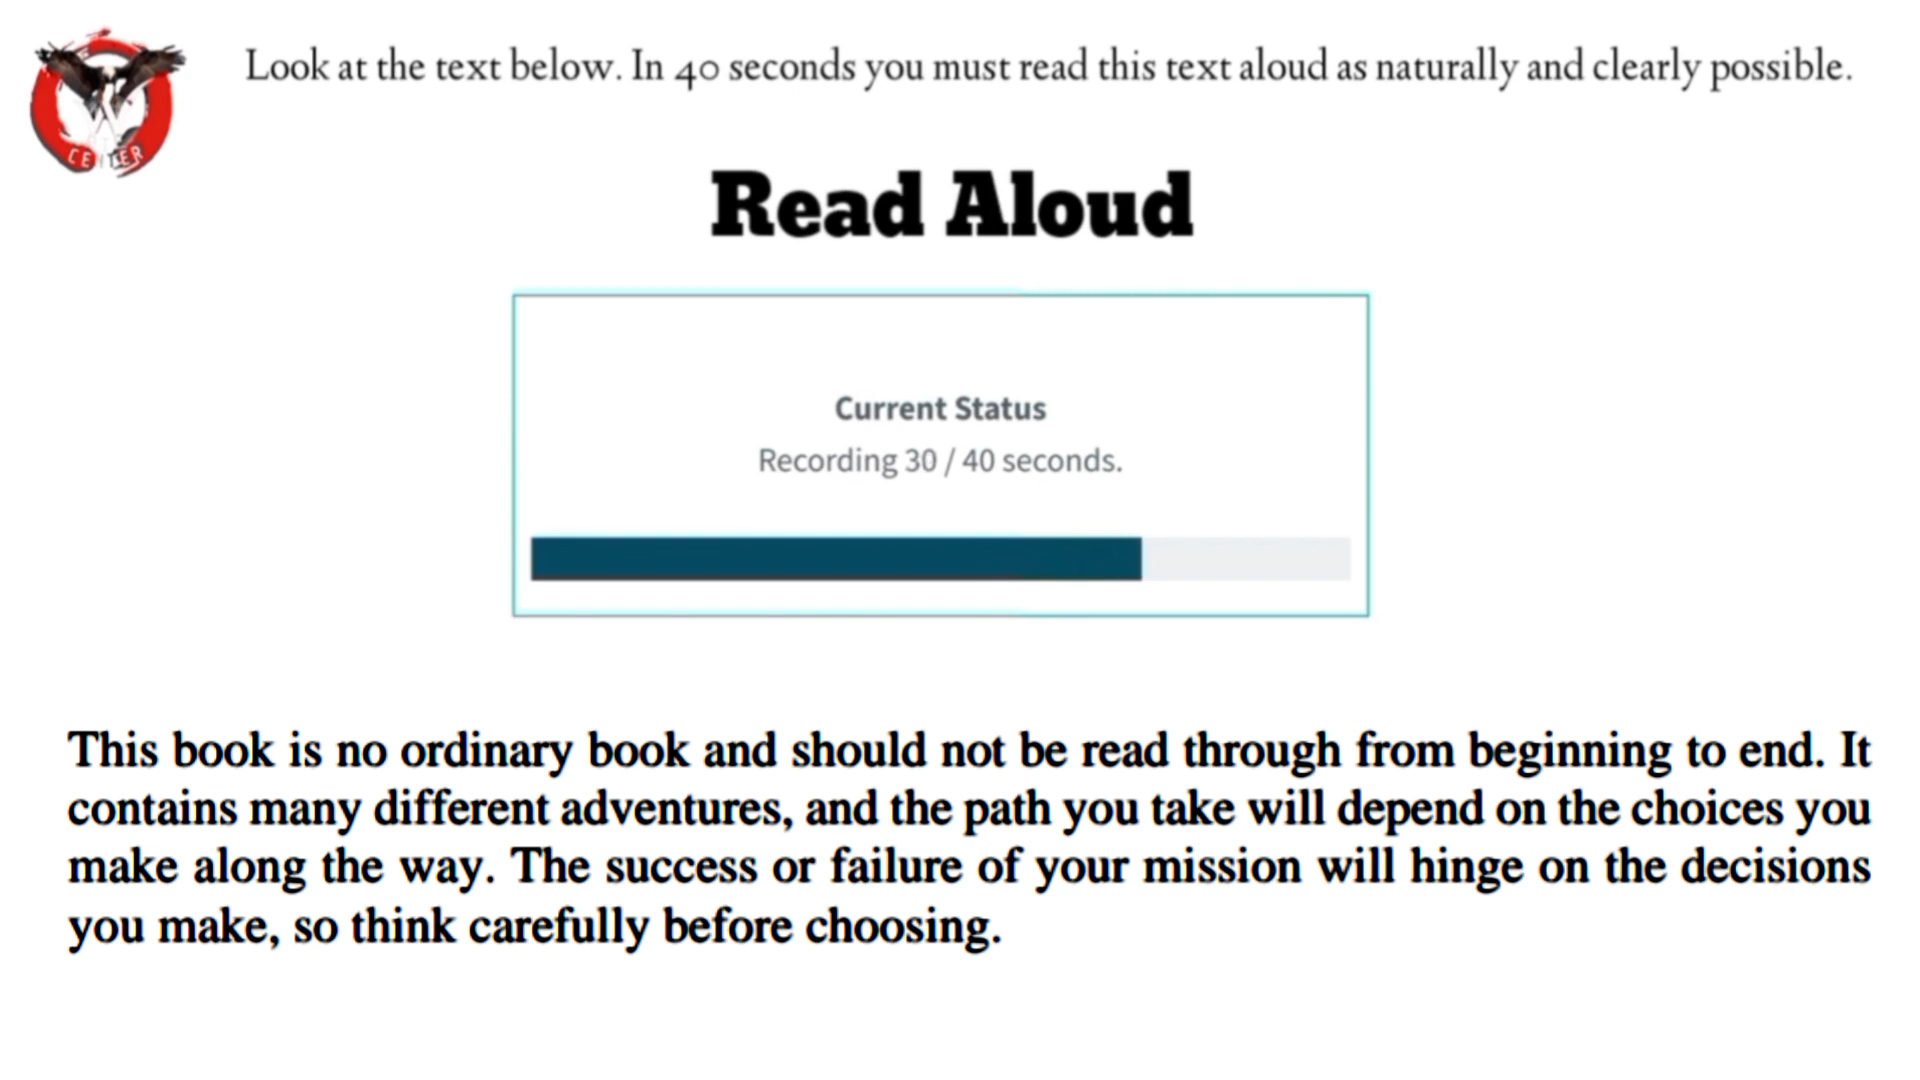 CENTER
Look at the text below. In 40 seconds you must read this text aloud as naturally and clearly possible.
Read Aloud
Current Status
Recording 30 / 40 seconds.
This book is no ordinary book and should not be read through from beginning to end. It
contains many different adventures, and the path you take will depend on the choices you
make along the way. The success or failure of your mission will hinge on the decisions
you make, so think carefully before choosing.